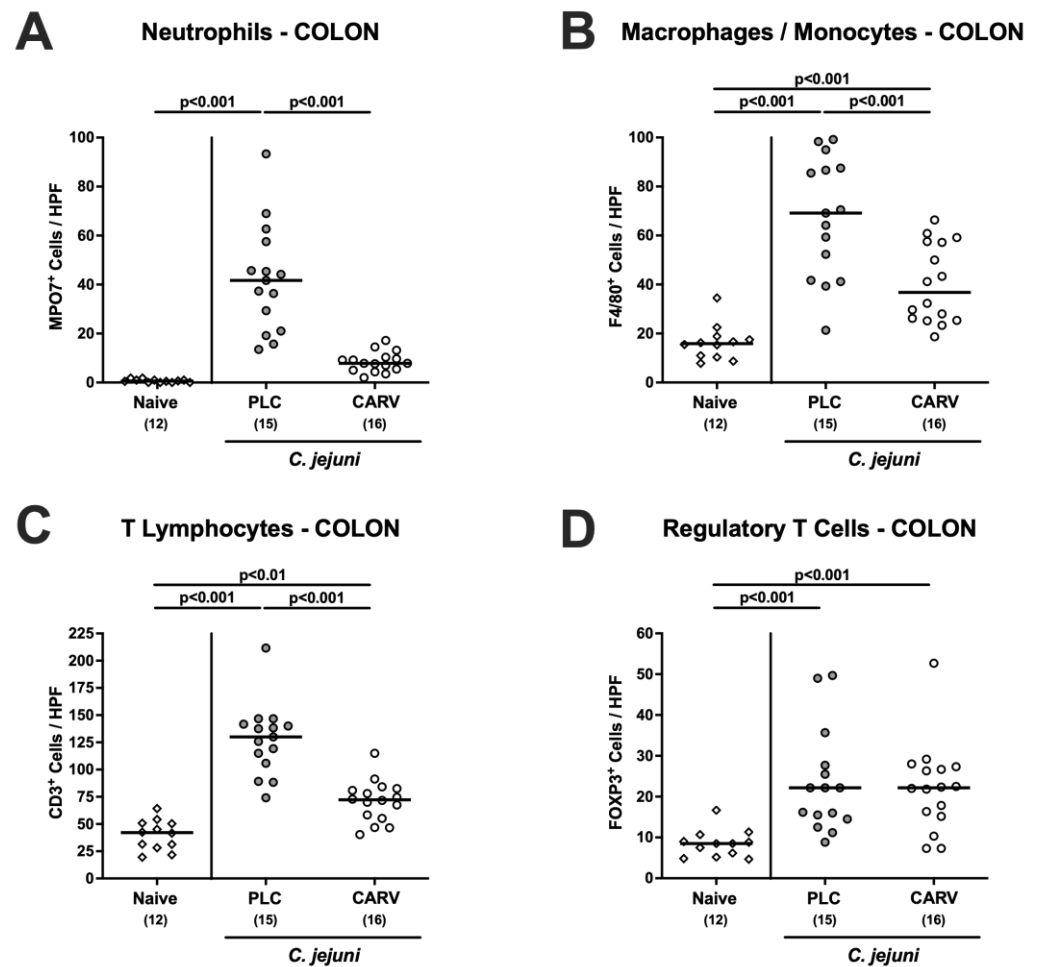 A
Neutrophils - COLON
p<0.001 p<0.001
MPO7⁺ Cells / HPF
100
80
60
40
20
0
Naive PLC CARV
(12) (15) (16)
C. jejuni
B
Macrophages / Monocytes - COLON
p<0.001
p<0.001 p<0.001
F4/80⁺ Cells / HPF
100
80
60
40
20
0
Naive PLC CARV
(12) (15) (16)
C. jejuni
C
T Lymphocytes - COLON
p<0.01
p<0.001 p<0.001
CD3⁺ Cells / HPF
225
200
175
150
125
100
75
50
25
0
Naive PLC CARV
(12) (15) (16)
C. jejuni
D
Regulatory T Cells - COLON
p<0.001
p<0.001
FOXP3⁺ Cells / HPF
60
50
40
30
20
10
0
Naive PLC CARV
(12) (15) (16)
C. jejuni